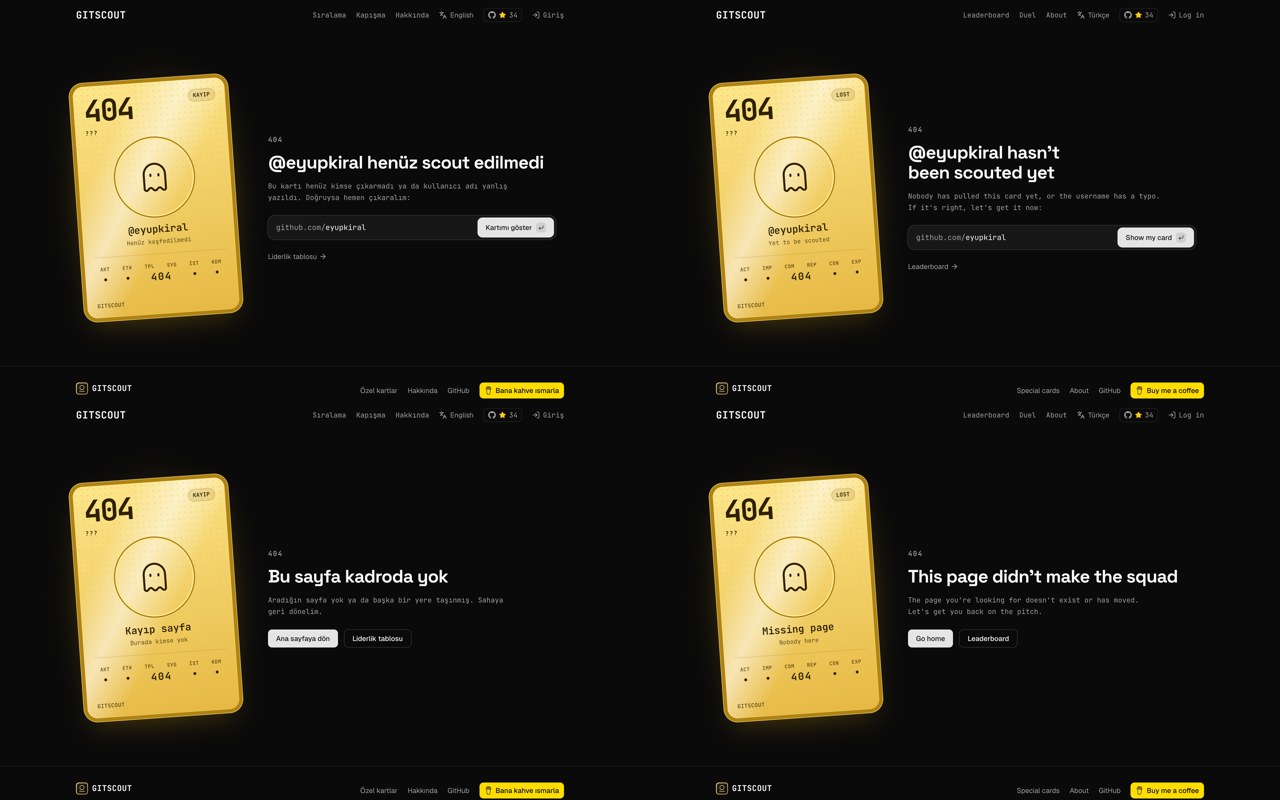 GITSCOUT
Sıralama Kapışma Hakkında English 34 Giriş
404
KAYIP
???
@eyupkiral
Henüz keşfedilmedi
AKT ETK TPL SYG İST KOM
404
GITSCOUT
404
@eyupkiral henüz scout edilmedi
Bu kartı henüz kimse çıkarmadı ya da kullanıcı adı yanlış
yazıldı. Doğruysa hemen çıkaralım:
github.com/eyupkiral Kartımı göster
Liderlik tablosu →
GITSCOUT
Özel kartlar Hakkında GitHub Bana kahve ısmarla
GITSCOUT
Leaderboard Duel About Türkçe 34 Log in
404
LOST
???
@eyupkiral
Yet to be scouted
ACT IMP COM REP CON EXP
404
GITSCOUT
404
@eyupkiral hasn't
been scouted yet
Nobody has pulled this card yet, or the username has a typo.
If it's right, let's get it now:
github.com/eyupkiral Show my card
Leaderboard →
GITSCOUT
Special cards About GitHub Buy me a coffee
GITSCOUT
Sıralama Kapışma Hakkında English 34 Giriş
404
KAYIP
???
Kayıp sayfa
Burada kimse yok
AKT ETK TPL SYG İST KOM
404
GITSCOUT
404
Bu sayfa kadroda yok
Aradığın sayfa yok ya da başka bir yere taşınmış. Sahaya
geri dönelim.
Ana sayfaya dön Liderlik tablosu
GITSCOUT
Özel kartlar Hakkında GitHub Bana kahve ısmarla
GITSCOUT
Leaderboard Duel About Türkçe 34 Log in
404
LOST
???
Missing page
Nobody here
ACT IMP COM REP CON EXP
404
GITSCOUT
404
This page didn't make the squad
The page you're looking for doesn't exist or has moved.
Let's get you back on the pitch.
Go home Leaderboard
GITSCOUT
Special cards About GitHub Buy me a coffee